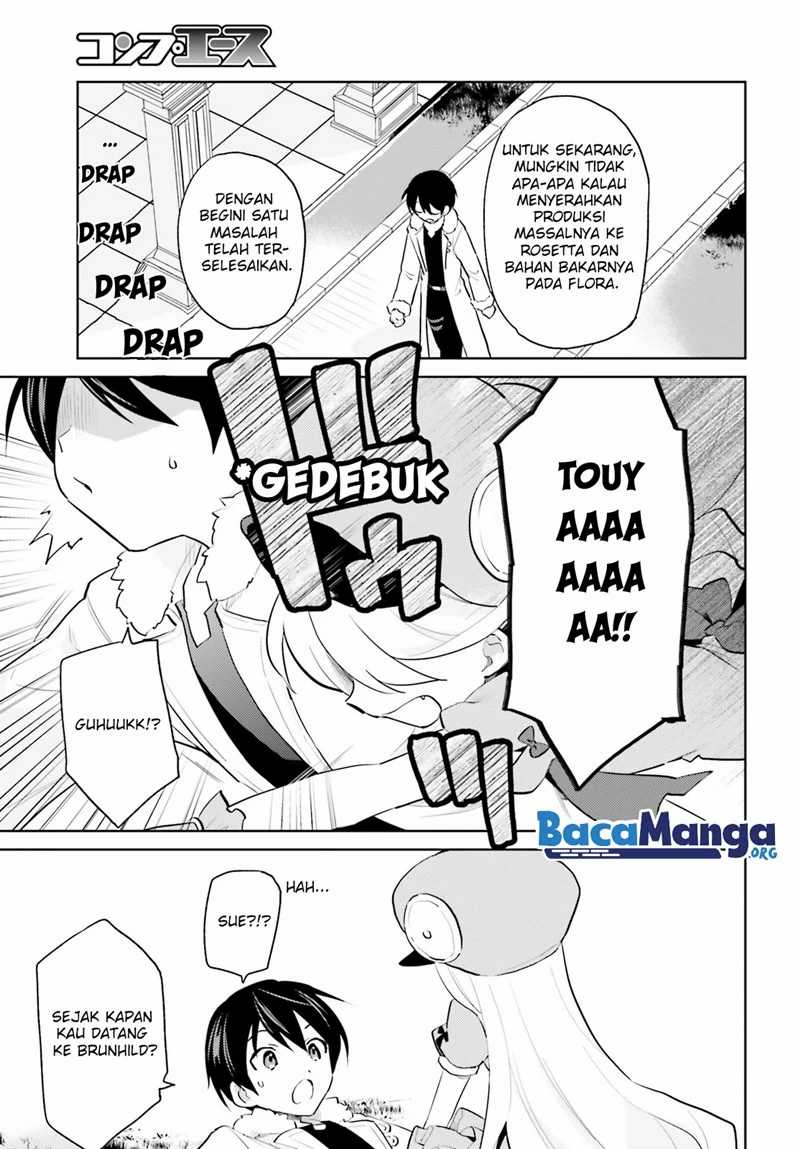 コンプエース
UNTUK SEKARANG,
MUNGKIN TIDAK
APA-APA KALAU
MENYERAHKAN
PRODUKSI
MASSALNYA KE
ROSETTA DAN
BAHAN BAKARNYA
PADA FLORA.
DENGAN
BEGINI SATU
MASALAH
TELAH TER-
SELESAIKAN.
...
DRAP
DRAP
DRAP
DRAP
TOUY
AAAA
AAAA
AA!!
*GEDEBUK
GUHUUKK!?
BacaManga
.ORG
HAH...
SUE?!?
SEJAK KAPAN
KAU DATANG
KE BRUNHILD?